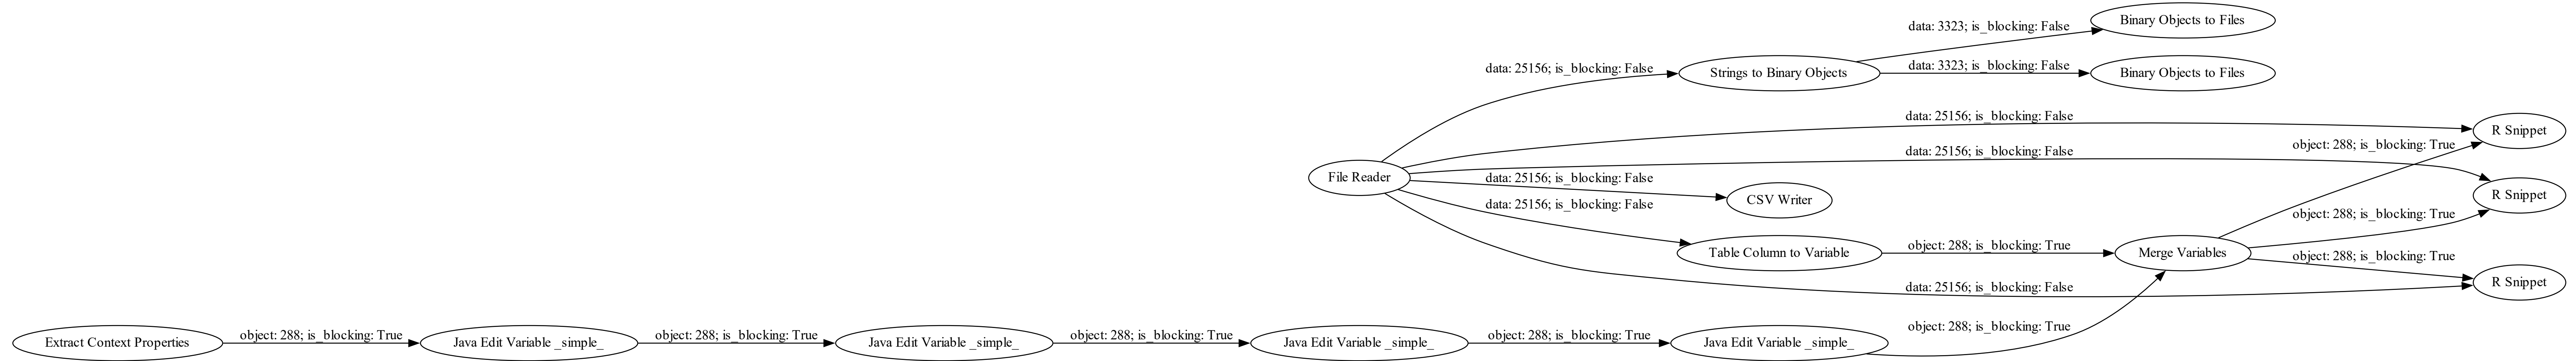 data: 3323; is_blocking: False
Binary Objects to Files
data: 25156; is_blocking: False
Strings to Binary Objects
data: 3323; is_blocking: False
Binary Objects to Files
data: 25156; is_blocking: False
R Snippet
object: 288; is_blocking: True
data: 25156; is_blocking: False
File Reader
data: 25156; is_blocking: False
R Snippet
CSV Writer
data: 25156; is_blocking: False
object: 288; is_blocking: True
Table Column to Variable
object: 288; is_blocking: True
Merge Variables
object: 288; is_blocking: True
R Snippet
data: 25156; is_blocking: False
object: 288; is_blocking: True
Extract Context Properties
object: 288; is_blocking: True
Java Edit Variable _simple_
object: 288; is_blocking: True
Java Edit Variable _simple_
object: 288; is_blocking: True
Java Edit Variable _simple_
object: 288; is_blocking: True
Java Edit Variable _simple_